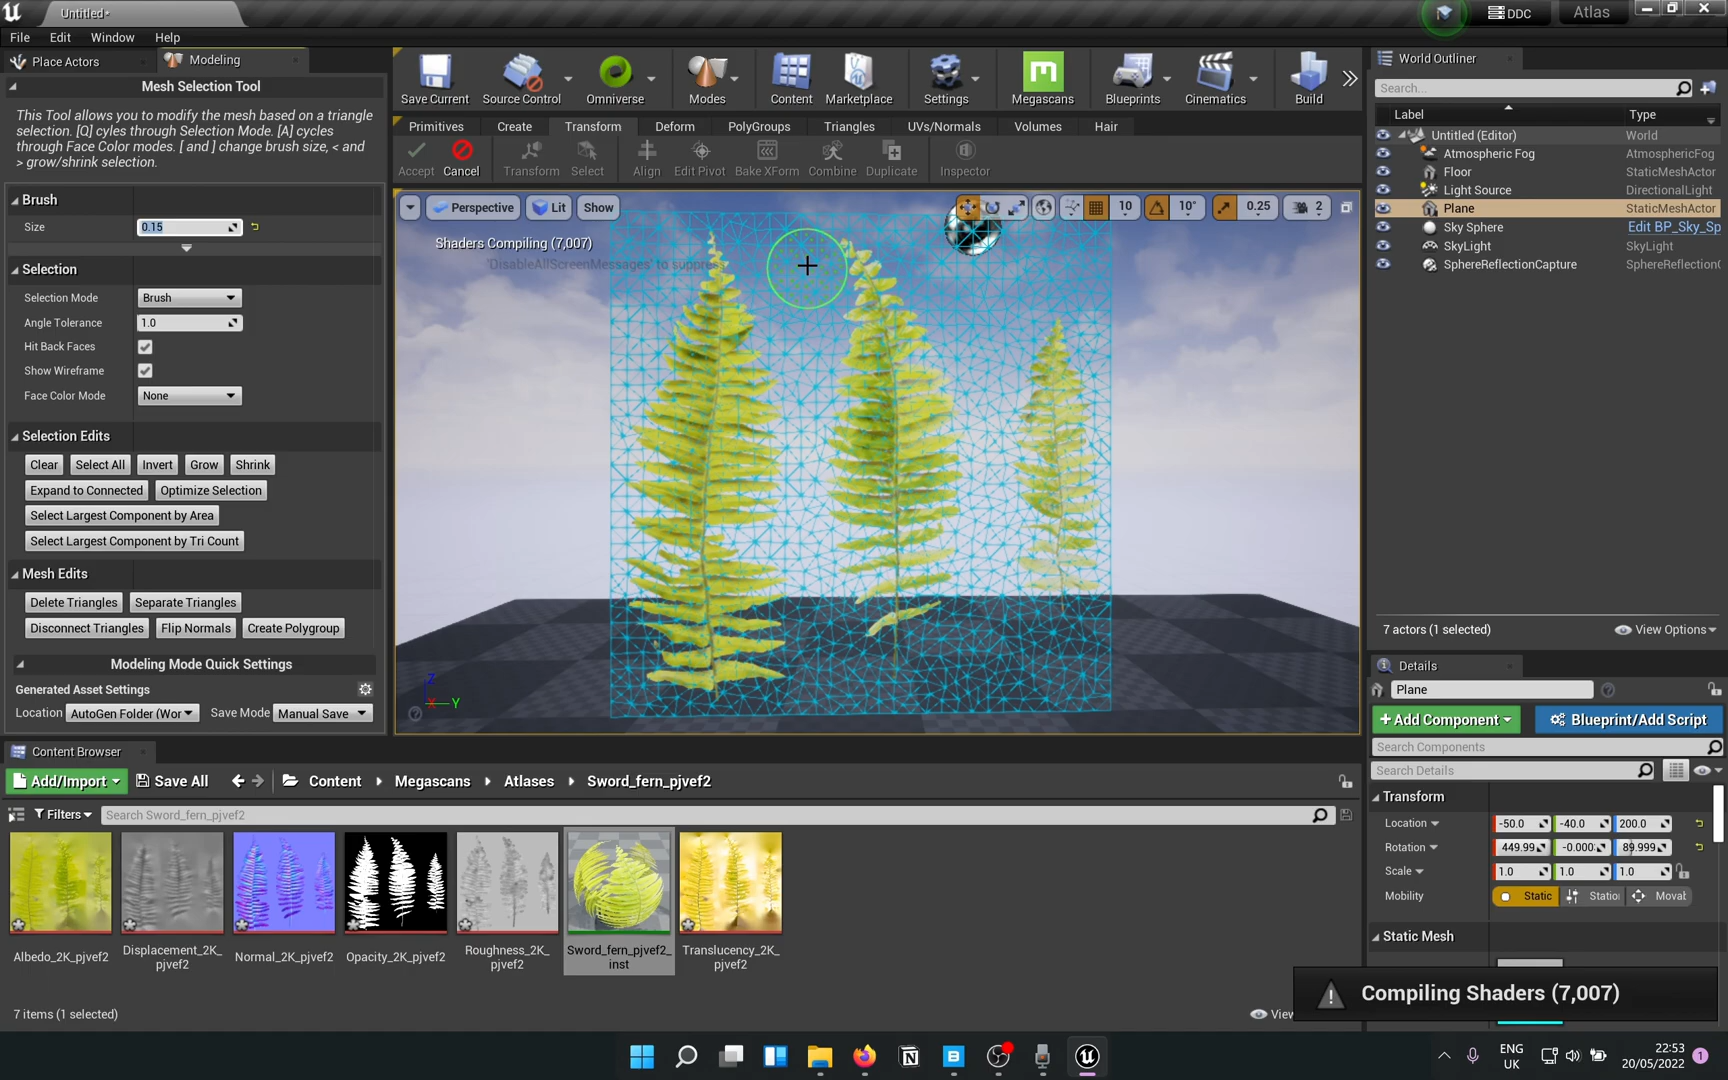 Untitled*
DDC
Atlas
File Edit Window Help
Place Actors
Modeling
Mesh Selection Tool
This Tool allows you to modify the mesh based on a triangle
selection. [Q] cyles through Selection Mode. [A] cycles
through Face Color modes. [ and ] change brush size, < and
> grow/shrink selection.
Brush
Size 0.15
Selection
Selection Mode Brush
Angle Tolerance 1.0
Hit Back Faces
Show Wireframe
Face Color Mode None
Selection Edits
Clear Select All Invert Grow Shrink
Expand to Connected Optimize Selection
Select Largest Component by Area
Select Largest Component by Tri Count
Mesh Edits
Delete Triangles Separate Triangles
Disconnect Triangles Flip Normals Create Polygroup
Modeling Mode Quick Settings
Generated Asset Settings
Location AutoGen Folder (Wor Save Mode Manual Save
Save Current Source Control Omniverse Modes Content Marketplace Settings Megascans Blueprints Cinematics Build
Primitives Create Transform Deform PolyGroups Triangles UVs/Normals Volumes Hair
Accept Cancel Transform Select Align Edit Pivot Bake XForm Combine Duplicate Inspector
Perspective Lit Show 10 10° 0.25 2
Shaders Compiling (7,007)
'DisableAllScreenMessages' to suppress
Z
X Y
World Outliner
Search...
Label Type
Untitled (Editor) World
Atmospheric Fog AtmosphericFog
Floor StaticMeshActor
Light Source DirectionalLight
Plane StaticMeshActor
Sky Sphere Edit BP_Sky_Sp
SkyLight SkyLight
SphereReflectionCapture SphereReflection
7 actors (1 selected) View Options
Details
Plane
+Add Component Blueprint/Add Script
Search Components
Search Details
Transform
Location -50.0 -40.0 200.0
Rotation 449.99 -0.000 89.999
Scale 1.0 1.0 1.0
Mobility Static Statio Movab
Static Mesh
Content Browser
Add/Import Save All Content Megascans Atlases Sword_fern_pjvef2
Filters Search Sword_fern_pjvef2
Albedo_2K_pjvef2
Displacement_2K_
pjvef2
Normal_2K_pjvef2
Opacity_2K_pjvef2
Roughness_2K_
pjvef2
Sword_fern_pjvef2_
inst
Translucency_2K_
pjvef2
7 items (1 selected)
View
Compiling Shaders (7,007)
ENG
UK
22:53
20/05/2022
1